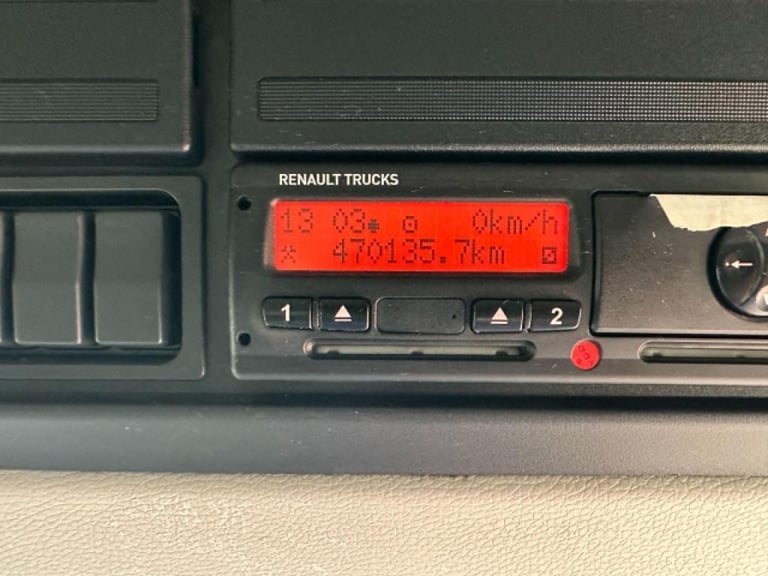 RENAULT TRUCKS
13 03 0km/h
470135.7km
1 2